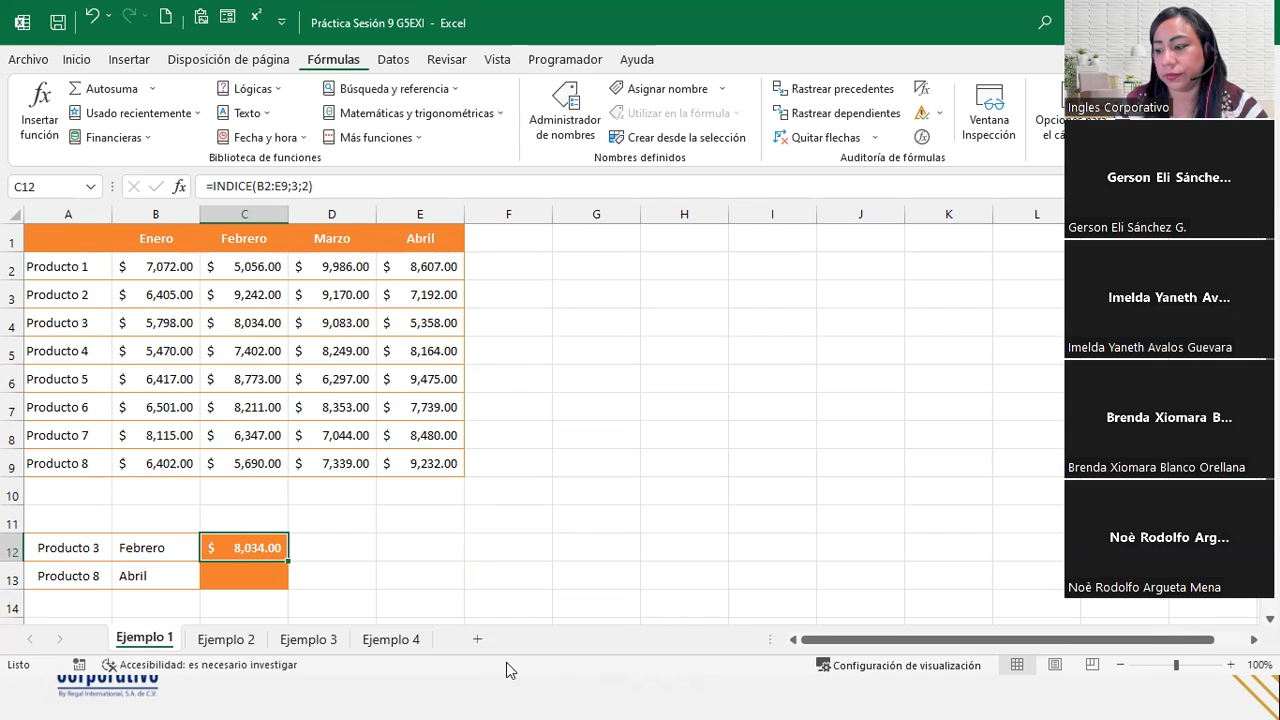 Práctica Sesión 9 G5EXI - Excel
Archivo Inicio Insertar Disposición de página Fórmulas Revisar Vista Ayuda
Insertar función
Autosuma
Usado recientemente
Financieras
Lógicas
Texto
Fecha y hora
Búsqueda y referencia
Matemáticas y trigonométricas
Más funciones
Biblioteca de funciones
Administrador de nombres
Asignar nombre
Utilizar en la fórmula
Crear desde la selección
Nombres definidos
Rastrear precedentes
Rastrear dependientes
Quitar flechas
Auditoría de fórmulas
Ventana Inspección
C12 fx =INDICE(B2:E9;3;2)
A B C D E F G H I J K L
1 Enero Febrero Marzo Abril
2 Producto 1 $ 7,072.00 $ 5,056.00 $ 9,986.00 $ 8,607.00
3 Producto 2 $ 6,405.00 $ 9,242.00 $ 9,170.00 $ 7,192.00
4 Producto 3 $ 5,798.00 $ 8,034.00 $ 9,083.00 $ 5,358.00
5 Producto 4 $ 5,470.00 $ 7,402.00 $ 8,249.00 $ 8,164.00
6 Producto 5 $ 6,417.00 $ 8,773.00 $ 6,297.00 $ 9,475.00
7 Producto 6 $ 6,501.00 $ 8,211.00 $ 8,353.00 $ 7,739.00
8 Producto 7 $ 8,115.00 $ 6,347.00 $ 7,044.00 $ 8,480.00
9 Producto 8 $ 6,402.00 $ 5,690.00 $ 7,339.00 $ 9,232.00
10
11
12 Producto 3 Febrero $ 8,034.00
13 Producto 8 Abril
14
Ejemplo 1 Ejemplo 2 Ejemplo 3 Ejemplo 4
Listo Accesibilidad: es necesario investigar Configuración de visualización 100%
By Regal International, S.A. de C.V.
Ingles Corporativo
Gerson Eli Sánche...
Gerson Eli Sánchez G.
Imelda Yaneth Av...
Imelda Yaneth Avalos Guevara
Brenda Xiomara B...
Brenda Xiomara Blanco Orellana
Noè Rodolfo Arg...
Noè Rodolfo Argueta Mena